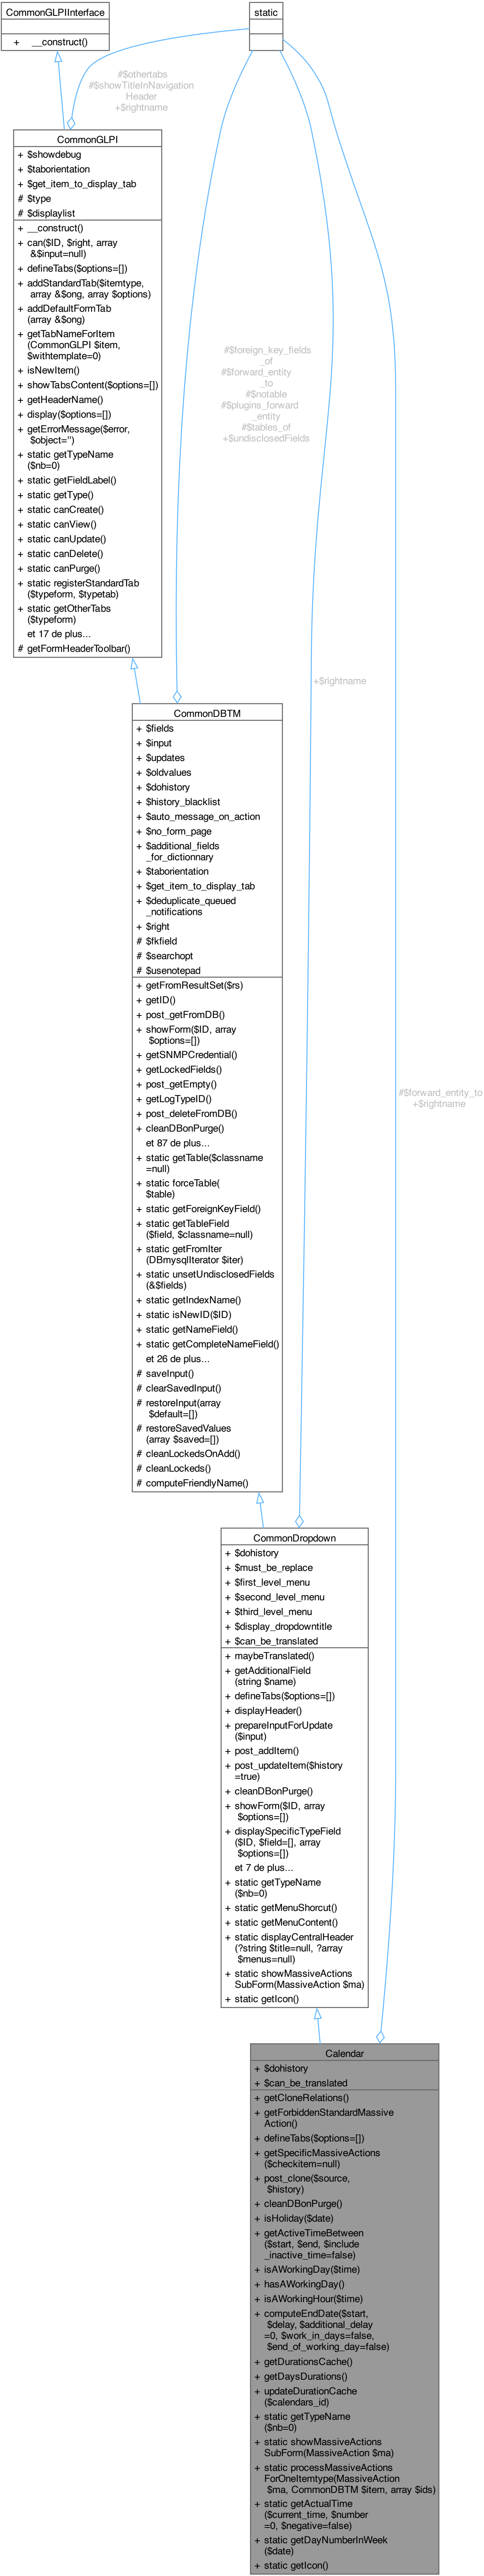 CommonGLPIInterface
+ __construct()
static
#$othertabs
#$showTitleInNavigation
Header
+$rightname
CommonGLPI
+ $showdebug
+ $taborientation
+ $get_item_to_display_tab
# $type
# $displaylist
+ __construct()
+ can($ID, $right, array
&$input=null)
+ defineTabs($options=[])
+ addStandardTab($itemtype,
array &$ong, array $options)
+ addDefaultFormTab
(array &$ong)
+ getTabNameForItem
(CommonGLPI $item,
$withtemplate=0)
+ isNewItem()
+ showTabsContent($options=[])
+ getHeaderName()
+ display($options=[])
+ getErrorMessage($error,
$object='')
+ static getTypeName
($nb=0)
+ static getFieldLabel()
+ static getType()
+ static canCreate()
+ static canView()
+ static canUpdate()
+ static canDelete()
+ static canPurge()
+ static registerStandardTab
($typeform, $typetab)
+ static getOtherTabs
($typeform)
et 17 de plus...
# getFormHeaderToolbar()
#$foreign_key_fields
_of
#$forward_entity
_to
#$notable
#$plugins_forward
_entity
#$tables_of
+$undisclosedFields
+$rightname
CommonDBTM
+ $fields
+ $input
+ $updates
+ $oldvalues
+ $dohistory
+ $history_blacklist
+ $auto_message_on_action
+ $no_form_page
+ $additional_fields
_for_dictionnary
+ $taborientation
+ $get_item_to_display_tab
+ $deduplicate_queued
_notifications
+ $right
# $fkfield
# $searchopt
# $usenotepad
+ getFromResultSet($rs)
+ getID()
+ post_getFromDB()
+ showForm($ID, array
$options=[])
+ getSNMPCredential()
+ getLockedFields()
+ post_getEmpty()
+ getLogTypeID()
+ post_deleteFromDB()
+ cleanDBonPurge()
et 87 de plus...
+ static getTable($classname
=null)
+ static forceTable(
$table)
+ static getForeignKeyField()
+ static getTableField
($field, $classname=null)
+ static getFromIter
(DBmysqlIterator $iter)
+ static unsetUndisclosedFields
(&$fields)
+ static getIndexName()
+ static isNewID($ID)
+ static getNameField()
+ static getCompleteNameField()
et 26 de plus...
# saveInput()
# clearSavedInput()
# restoreInput(array
$default=[])
# restoreSavedValues
(array $saved=[])
# cleanLockedsOnAdd()
# cleanLockeds()
# computeFriendlyName()
#$forward_entity_to
+$rightname
CommonDropdown
+ $dohistory
+ $must_be_replace
+ $first_level_menu
+ $second_level_menu
+ $third_level_menu
+ $display_dropdowntitle
+ $can_be_translated
+ maybeTranslated()
+ getAdditionalField
(string $name)
+ defineTabs($options=[])
+ displayHeader()
+ prepareInputForUpdate
($input)
+ post_addItem()
+ post_updateItem($history
=true)
+ cleanDBonPurge()
+ showForm($ID, array
$options=[])
+ displaySpecificTypeField
($ID, $field=[], array
$options=[])
et 7 de plus...
+ static getTypeName
($nb=0)
+ static getMenuShorcut()
+ static getMenuContent()
+ static displayCentralHeader
(?string $title=null, ?array
$menus=null)
+ static showMassiveActions
SubForm(MassiveAction $ma)
+ static getIcon()
Calendar
+ $dohistory
+ $can_be_translated
+ getCloneRelations()
+ getForbiddenStandardMassive
Action()
+ defineTabs($options=[])
+ getSpecificMassiveActions
($checkitem=null)
+ post_clone($source,
$history)
+ cleanDBonPurge()
+ isHoliday($date)
+ getActiveTimeBetween
($start, $end, $include
_inactive_time=false)
+ isAWorkingDay($time)
+ hasAWorkingDay()
+ isAWorkingHour($time)
+ computeEndDate($start,
$delay, $additional_delay
=0, $work_in_days=false,
$end_of_working_day=false)
+ getDurationsCache()
+ getDaysDurations()
+ updateDurationCache
($calendars_id)
+ static getTypeName
($nb=0)
+ static showMassiveActions
SubForm(MassiveAction $ma)
+ static processMassiveActions
ForOneItemtype(MassiveAction
$ma, CommonDBTM $item, array $ids)
+ static getActualTime
($current_time, $number
=0, $negative=false)
+ static getDayNumberInWeek
($date)
+ static getIcon()